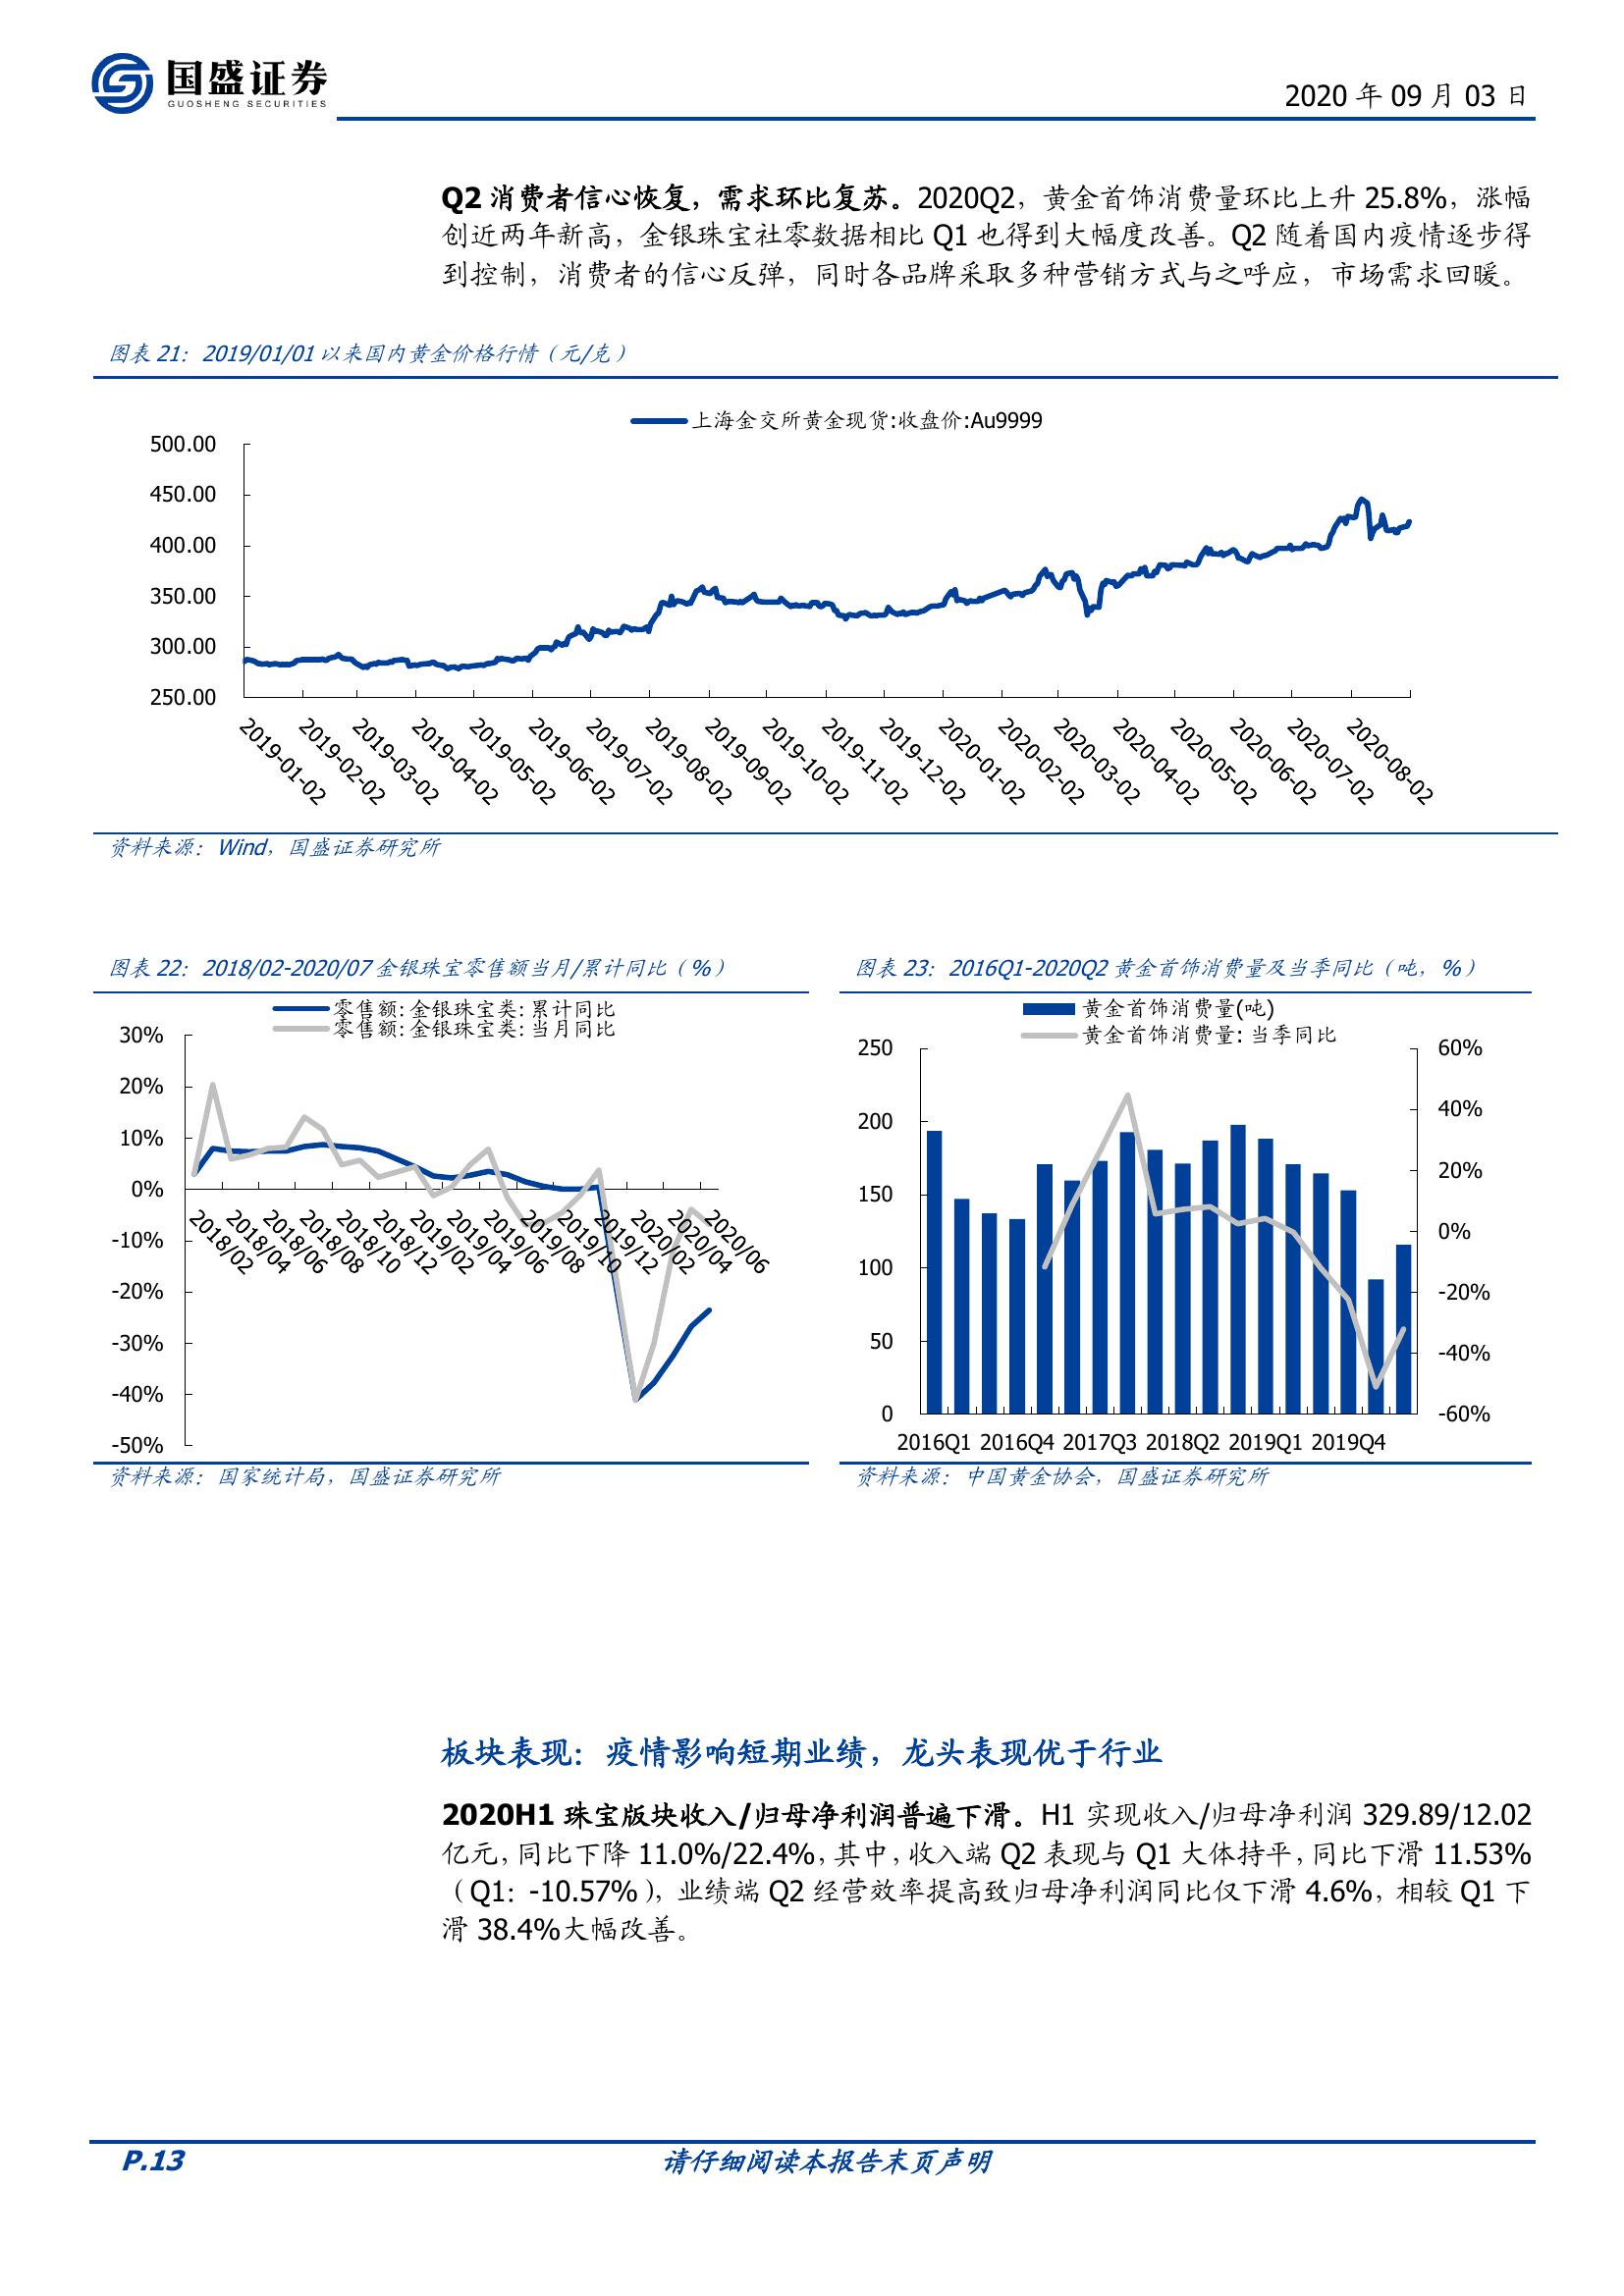 国盛证券
GUOSHENG SECURITIES
2020 年 09 月 03 日
Q2 消费者信心恢复，需求环比复苏。2020Q2，黄金首饰消费量环比上升 25.8%，涨幅
创近两年新高，金银珠宝社零数据相比 Q1 也得到大幅度改善。Q2 随着国内疫情逐步得
到控制，消费者的信心反弹，同时各品牌采取多种营销方式与之呼应，市场需求回暖。
图表 21：2019/01/01 以来国内黄金价格行情（元/克）
上海金交所黄金现货:收盘价:Au9999
500.00
450.00
400.00
350.00
300.00
250.00
2019-01-02
2019-02-02
2019-03-02
2019-04-02
2019-05-02
2019-06-02
2019-07-02
2019-08-02
2019-09-02
2019-10-02
2019-11-02
2019-12-02
2020-01-02
2020-02-02
2020-03-02
2020-04-02
2020-05-02
2020-06-02
2020-07-02
2020-08-02
资料来源：Wind，国盛证券研究所
图表 22：2018/02-2020/07 金银珠宝零售额当月/累计同比（%）
零售额:金银珠宝类:累计同比
零售额:金银珠宝类:当月同比
30%
20%
10%
0%
-10%
-20%
-30%
-40%
-50%
2018/02
2018/04
2018/06
2018/08
2018/10
2018/12
2019/02
2019/04
2019/06
2019/08
2019/10
2019/12
2020/02
2020/04
2020/06
资料来源：国家统计局，国盛证券研究所
图表 23：2016Q1-2020Q2 黄金首饰消费量及当季同比（吨，%）
黄金首饰消费量(吨)
黄金首饰消费量:当季同比
250
200
150
100
50
0
60%
40%
20%
0%
-20%
-40%
-60%
2016Q1 2016Q4 2017Q3 2018Q2 2019Q1 2019Q4
资料来源：中国黄金协会，国盛证券研究所
板块表现：疫情影响短期业绩，龙头表现优于行业
2020H1 珠宝版块收入/归母净利润普遍下滑。H1 实现收入/归母净利润 329.89/12.02
亿元，同比下降 11.0%/22.4%，其中，收入端 Q2 表现与 Q1 大体持平，同比下滑 11.53%
（Q1：-10.57%），业绩端 Q2 经营效率提高致归母净利润同比仅下滑 4.6%，相较 Q1 下
滑 38.4%大幅改善。
P.13
请仔细阅读本报告末页声明